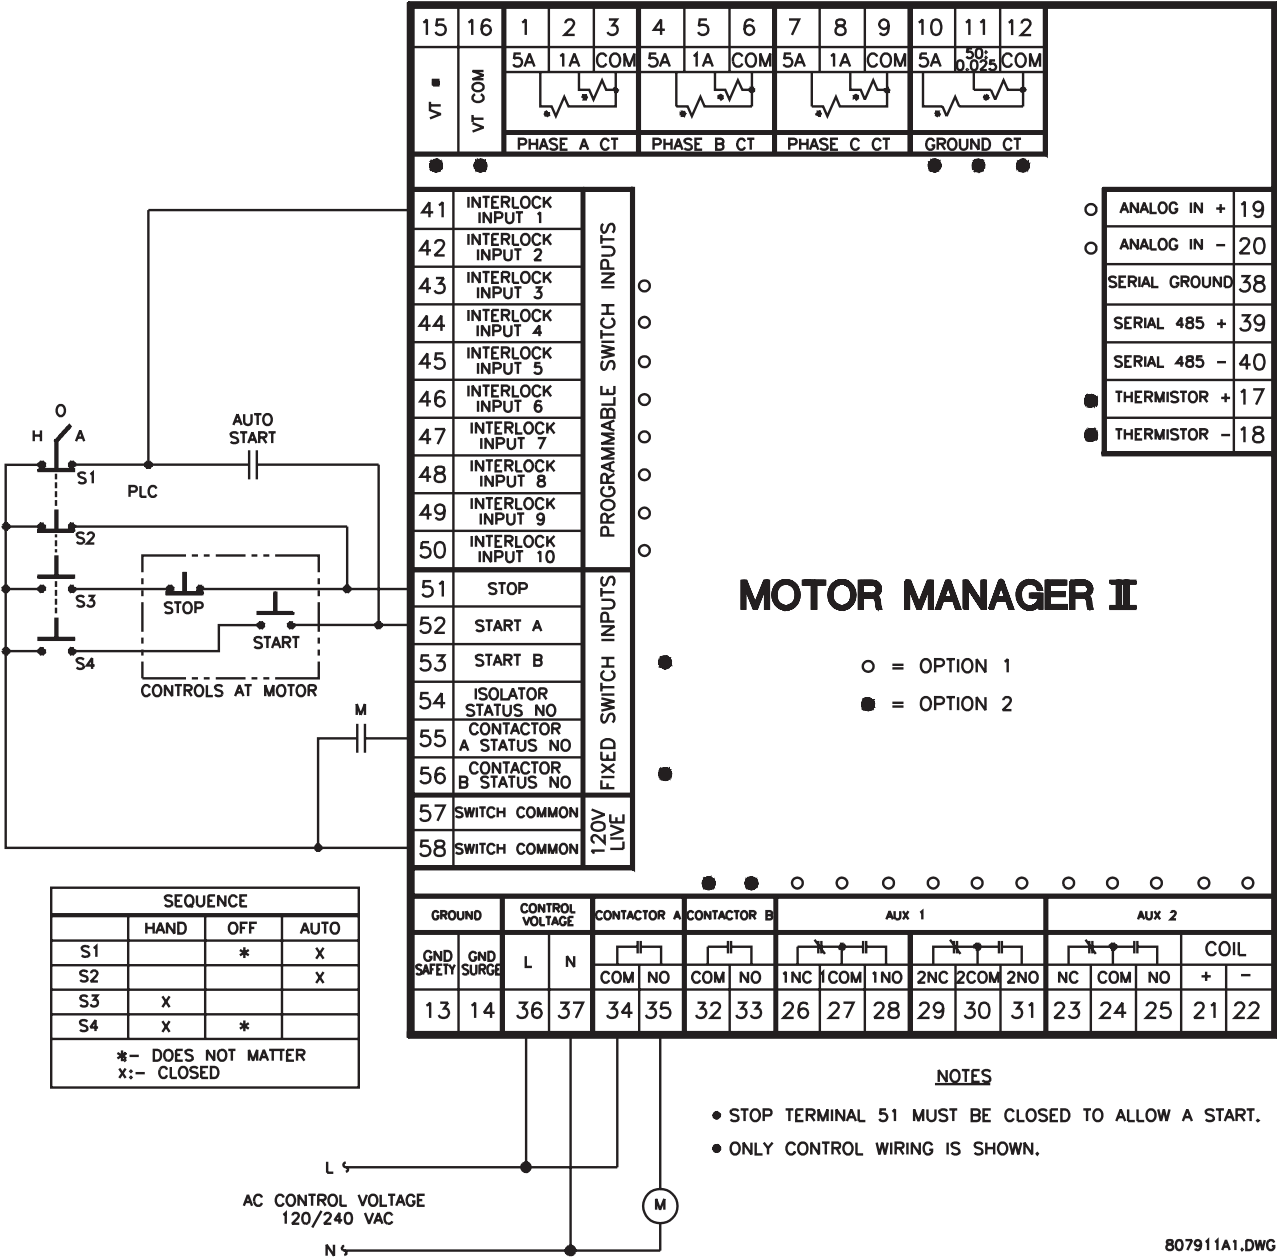 15 16 1 2 3 4 5 6 7 8 9 10 11 12
5A 1A COM 5A 1A COM 5A 1A COM 5A 50: 0.025 COM
VT
VT COM
PHASE A CT PHASE B CT PHASE C CT GROUND CT
41 INTERLOCK INPUT 1
42 INTERLOCK INPUT 2
43 INTERLOCK INPUT 3
44 INTERLOCK INPUT 4
45 INTERLOCK INPUT 5
46 INTERLOCK INPUT 6
47 INTERLOCK INPUT 7
48 INTERLOCK INPUT 8
49 INTERLOCK INPUT 9
50 INTERLOCK INPUT 10
PROGRAMMABLE SWITCH INPUTS
51 STOP
52 START A
53 START B
54 ISOLATOR STATUS NO
55 CONTACTOR A STATUS NO
56 CONTACTOR B STATUS NO
FIXED SWITCH INPUTS
57 SWITCH COMMON
58 SWITCH COMMON
120V LIVE
ANALOG IN + 19
ANALOG IN - 20
SERIAL GROUND 38
SERIAL 485 + 39
SERIAL 485 - 40
THERMISTOR + 17
THERMISTOR - 18
O
H A
AUTO
START
S1
PLC
S2
S3
STOP
START
S4
CONTROLS AT MOTOR
M
MOTOR MANAGER II
○ = OPTION 1
● = OPTION 2
SEQUENCE
HAND OFF AUTO
S1 * X
S2 X
S3 X
S4 X *
*- DOES NOT MATTER
X:- CLOSED
GROUND CONTROL VOLTAGE CONTACTOR A CONTACTOR B AUX 1 AUX 2
GND SAFETY GND SURGE L N COM NO COM NO 1NC 1COM 1NO 2NC 2COM 2NO NC COM NO COIL + -
13 14 36 37 34 35 32 33 26 27 28 29 30 31 23 24 25 21 22
NOTES
• STOP TERMINAL 51 MUST BE CLOSED TO ALLOW A START.
• ONLY CONTROL WIRING IS SHOWN.
L
AC CONTROL VOLTAGE
120/240 VAC
N
M
807911A1.DWG